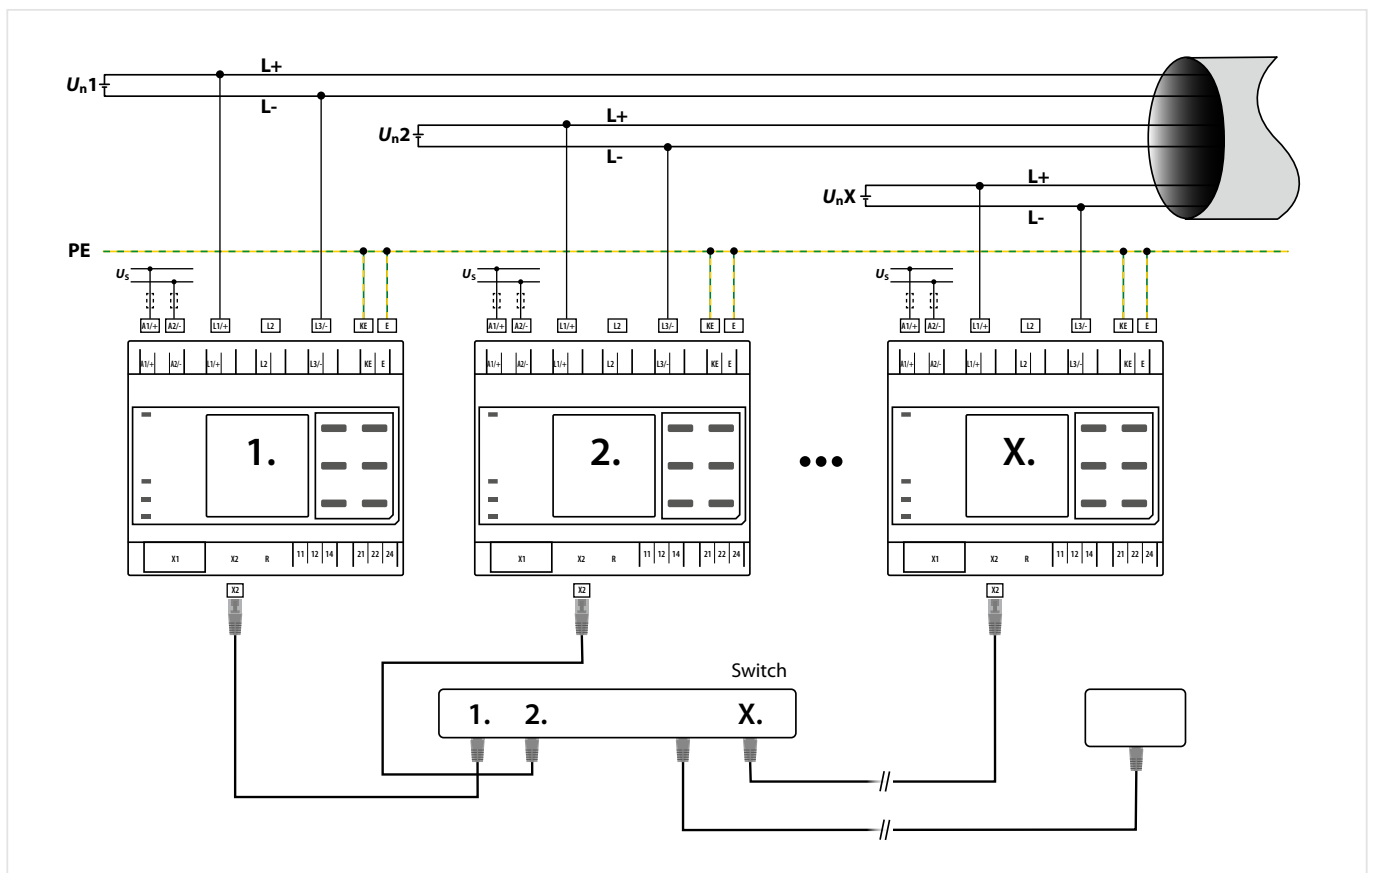 L+
Un1
L-
L+
Un2
L-
L+
UnX
L-
PE
Us Us Us
A1/+ A2/- L1/+ L2 L3/- KE E A1/+ A2/- L1/+ L2 L3/- KE E A1/+ A2/- L1/+ L2 L3/- KE E
A1/+ A2/- L1/+ L2 L3/- KE E A1/+ A2/- L1/+ L2 L3/- KE E A1/+ A2/- L1/+ L2 L3/- KE E
1. 2. ••• X.
X1 X2 R 11 12 14 21 22 24 X1 X2 R 11 12 14 21 22 24 X1 X2 R 11 12 14 21 22 24
X2 X2 X2
Switch
1. 2. X.